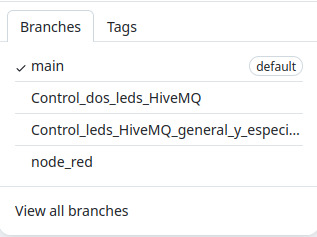 Branches Tags
main default
Control_dos_leds_HiveMQ
Control_leds_HiveMQ_general_y_especi...
node_red
View all branches